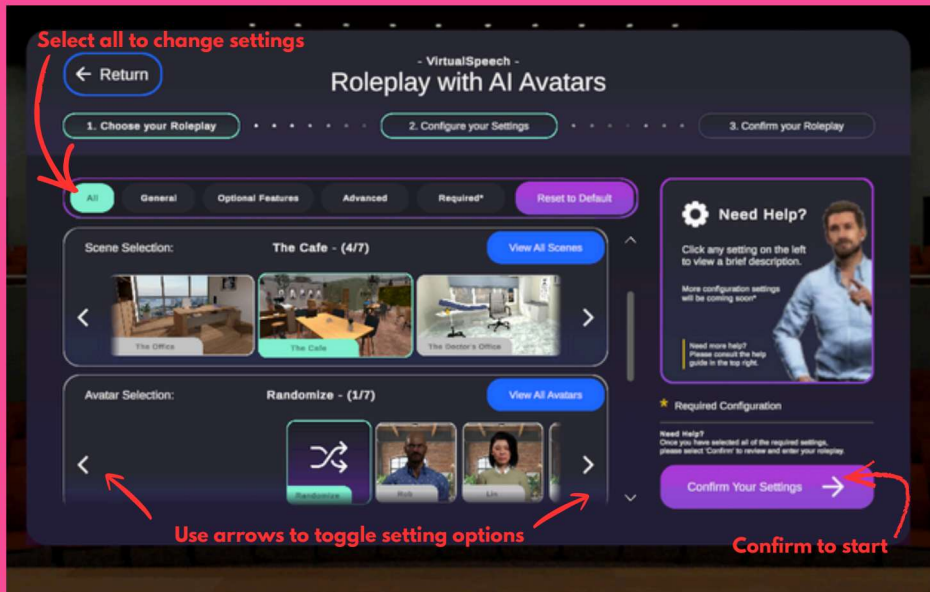 Select all to change settings
← Return
- VirtualSpeech -
Roleplay with AI Avatars
1. Choose your Roleplay
2. Configure your Settings
3. Confirm your Roleplay
All
General
Optional Features
Advanced
Required*
Reset to Default
Scene Selection:
The Cafe - (4/7)
View All Scenes
The Office
The Cafe
The Doctor's Office
Avatar Selection:
Randomize - (1/7)
View All Avatars
Randomize
Rob
Lin
Use arrows to toggle setting options
Need Help?
Click any setting on the left
to view a brief description.
More configuration settings
will be coming soon*
Need more help?
Please consult the help
guide in the top right.
* Required Configuration
Need Help?
Once you have selected all of the required settings,
please select 'Confirm' to review and enter your roleplay.
Confirm Your Settings
Confirm to start